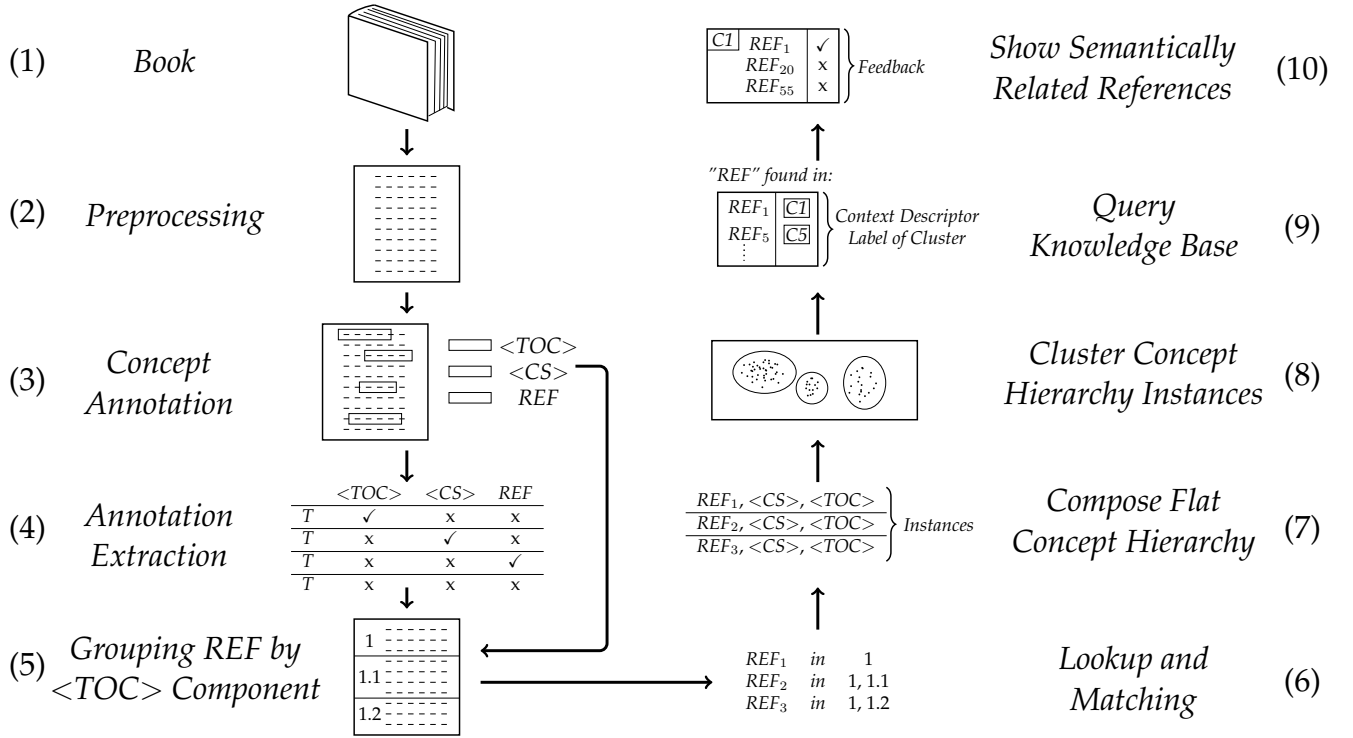 (1) Book
(2) Preprocessing
(3) Concept
Annotation
<TOC>
<CS>
REF
(4) Annotation
Extraction
<TOC> <CS> REF
T ✓ x x
T x ✓ x
T x x ✓
T x x x
(5) Grouping REF by
<TOC> Component
1
1.1
1.2
REF₁ in 1
REF₂ in 1, 1.1
REF₃ in 1, 1.2
Lookup and
Matching
(6)
REF₁, <CS>, <TOC>
REF₂, <CS>, <TOC>
REF₃, <CS>, <TOC>
Instances
Compose Flat
Concept Hierarchy
(7)
Cluster Concept
Hierarchy Instances
(8)
"REF" found in:
REF₁ C1
REF₅ C5
⋮
Context Descriptor
Label of Cluster
Query
Knowledge Base
(9)
C1 REF₁ ✓
REF₂₀ x
REF₅₅ x
Feedback
Show Semantically
Related References
(10)